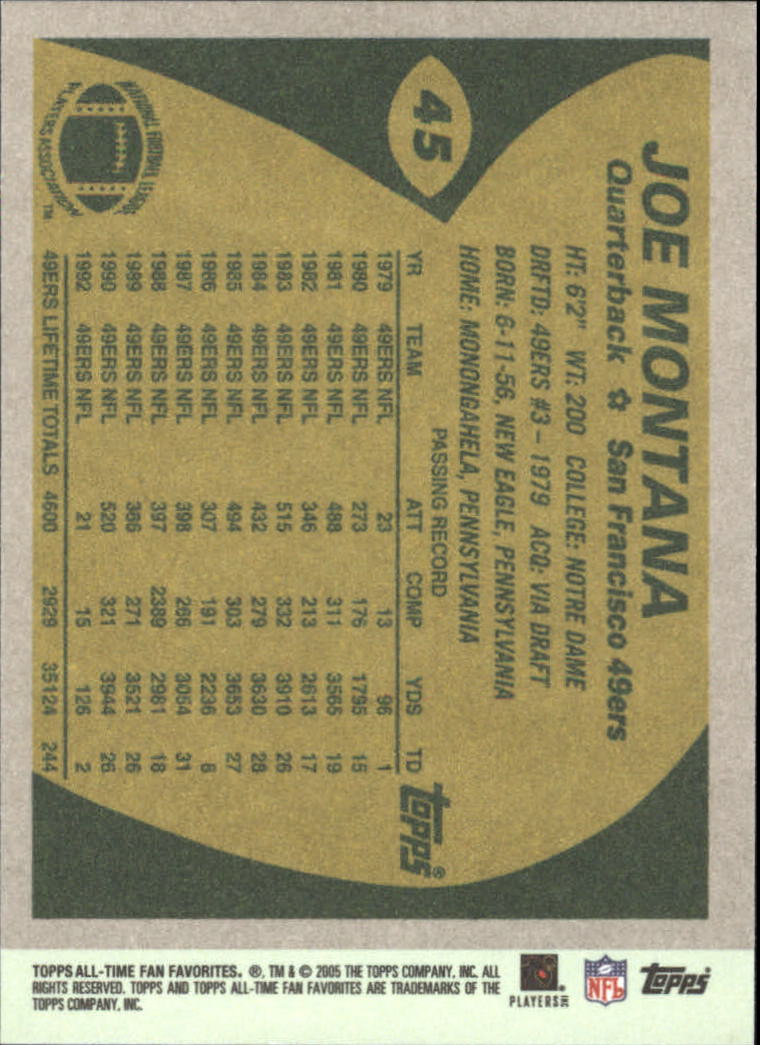 45
JOE MONTANA
Quarterback ✿ San Francisco 49ers
HT: 6'2" WT: 200 COLLEGE: NOTRE DAME
DRFTD: 49ERS #3 – 1979 ACQ: VIA DRAFT
BORN: 6-11-56, NEW EAGLE, PENNSYLVANIA
HOME: MONONGAHELA, PENNSYLVANIA
PASSING RECORD
YR TEAM ATT COMP YDS TD
1979 49ERS NFL 23 13 96 1
1980 49ERS NFL 273 176 1795 15
1981 49ERS NFL 488 311 3565 19
1982 49ERS NFL 346 213 2613 17
1983 49ERS NFL 515 332 3910 26
1984 49ERS NFL 432 279 3630 28
1985 49ERS NFL 494 303 3653 27
1986 49ERS NFL 307 191 2236 8
1987 49ERS NFL 398 266 3054 31
1988 49ERS NFL 397 2389 2981 18
1989 49ERS NFL 386 271 3521 26
1990 49ERS NFL 520 321 3944 26
1992 49ERS NFL 21 15 126 2
49ERS LIFETIME TOTALS 4600 2929 35124 244
NATIONAL FOOTBALL LEAGUE
PLAYERS ASSOCIATION ™
topps®
TOPPS ALL-TIME FAN FAVORITES. ®, TM & © 2005 THE TOPPS COMPANY, INC. ALL
RIGHTS RESERVED. TOPPS AND TOPPS ALL-TIME FAN FAVORITES ARE TRADEMARKS OF THE
TOPPS COMPANY, INC.
PLAYERS INC
NFL
topps®